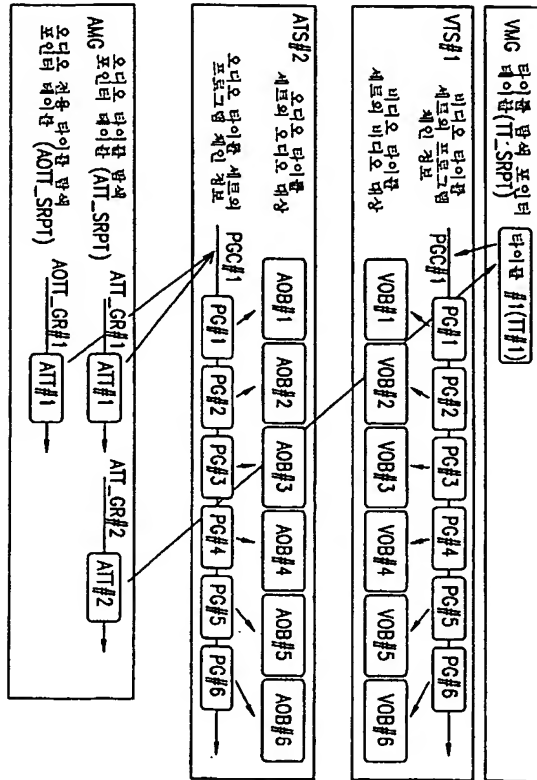 VMG
타이틀 탐색 포인터
테이블(TT-SRPT)
타이틀 #1(TT#1)
VTS#1
비디오 타이틀
세트의 프로그램
체인 정보
PGC#1
PG#1
PG#2
PG#3
PG#4
PG#5
PG#6
비디오 타이틀
세트의 비디오 대상
VOB#1
VOB#2
VOB#3
VOB#4
VOB#5
VOB#6
ATS#2
오디오 타이틀
세트의 오디오 대상
AOB#1
AOB#2
AOB#3
AOB#4
AOB#5
AOB#6
오디오 타이틀 세트의
프로그램 체인 정보
PGC#1
PG#1
PG#2
PG#3
PG#4
PG#5
PG#6
AMG
오디오 타이틀 탐색
포인터 테이블 (ATT_SRPT)
ATT_GR#1
ATT#1
ATT_GR#2
ATT#2
오디오 전용 타이틀 탐색
포인터 테이블 (AOTT_SRPT)
AOTT_GR#1
ATT#1